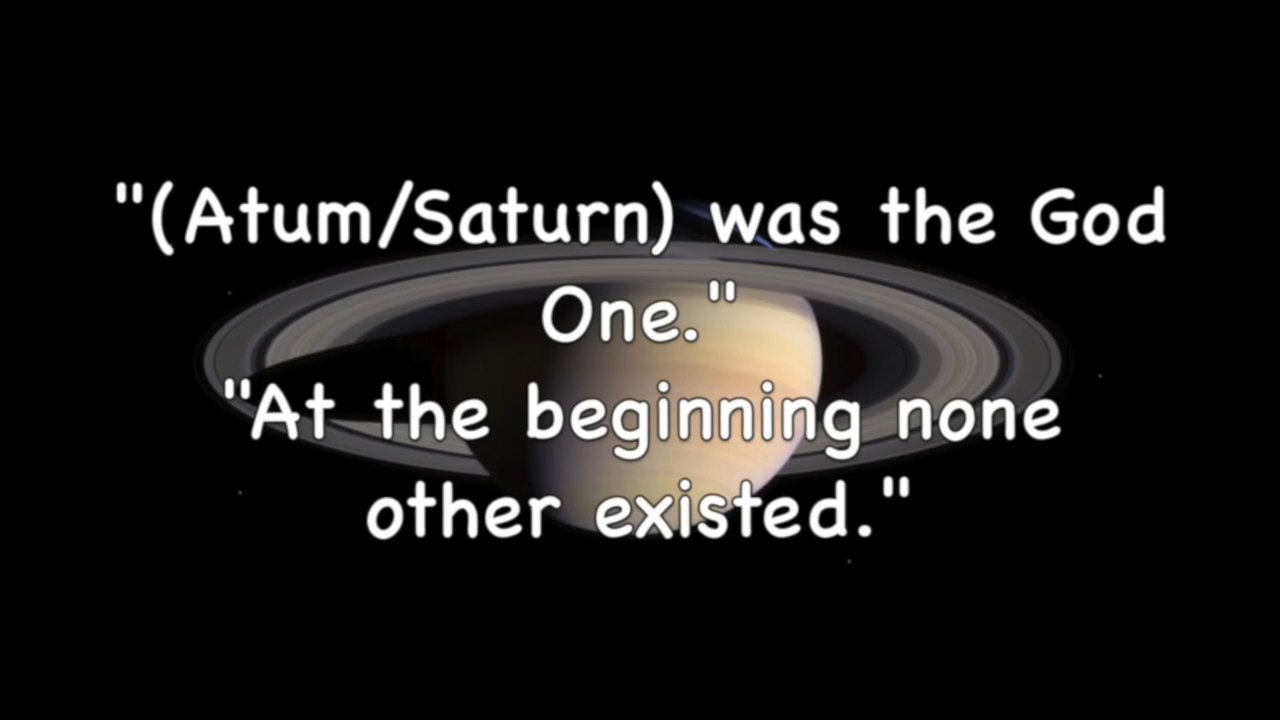 "(Atum/Saturn) was the God
One."
"At the beginning none
other existed."